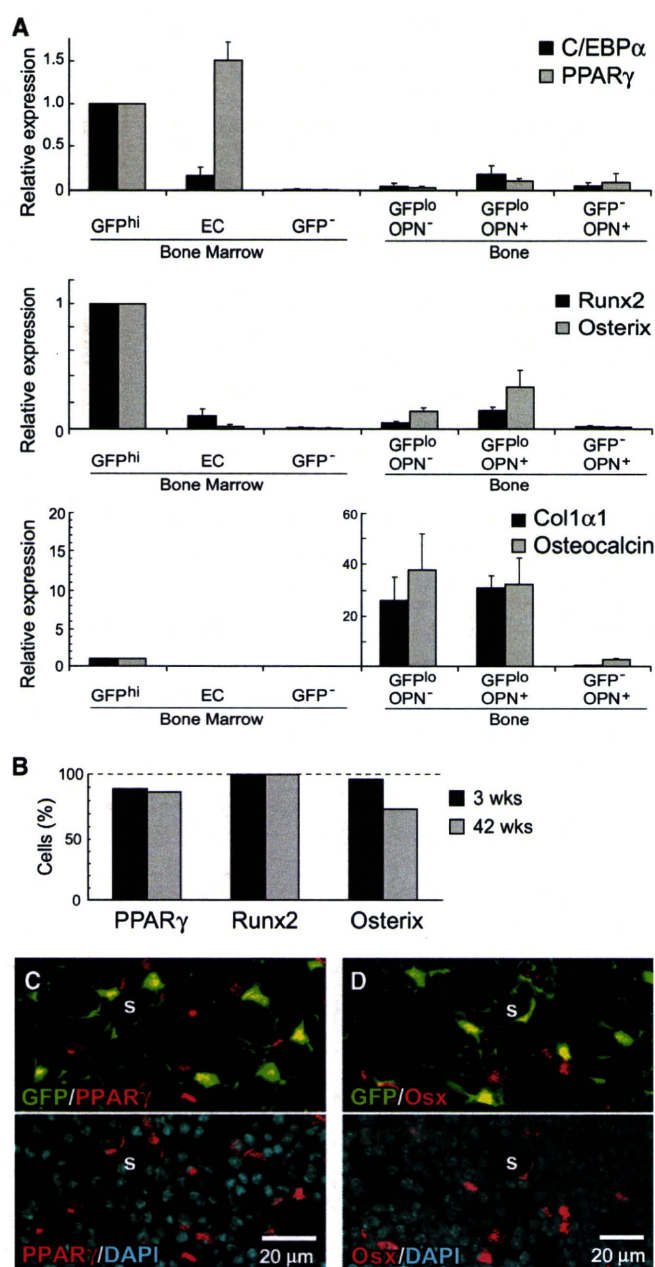 A
Relative expression
1.5
1.0
0.5
0
C/EBPα
PPARγ
GFPhi EC GFP- GFPlo OPN- GFPlo OPN+ GFP- OPN+
Bone Marrow Bone
Relative expression
1
0
Runx2
Osterix
GFPhi EC GFP- GFPlo OPN- GFPlo OPN+ GFP- OPN+
Bone Marrow Bone
Relative expression
20
15
10
5
0
60
40
20
Col1α1
Osteocalcin
GFPhi EC GFP- GFPlo OPN- GFPlo OPN+ GFP- OPN+
Bone Marrow Bone
B
Cells (%)
100
50
0
3 wks
42 wks
PPARγ Runx2 Osterix
C
s
GFP/PPARγ
s
PPARγ/DAPI
20 μm
D
s
GFP/Osx
s
Osx/DAPI
20 μm